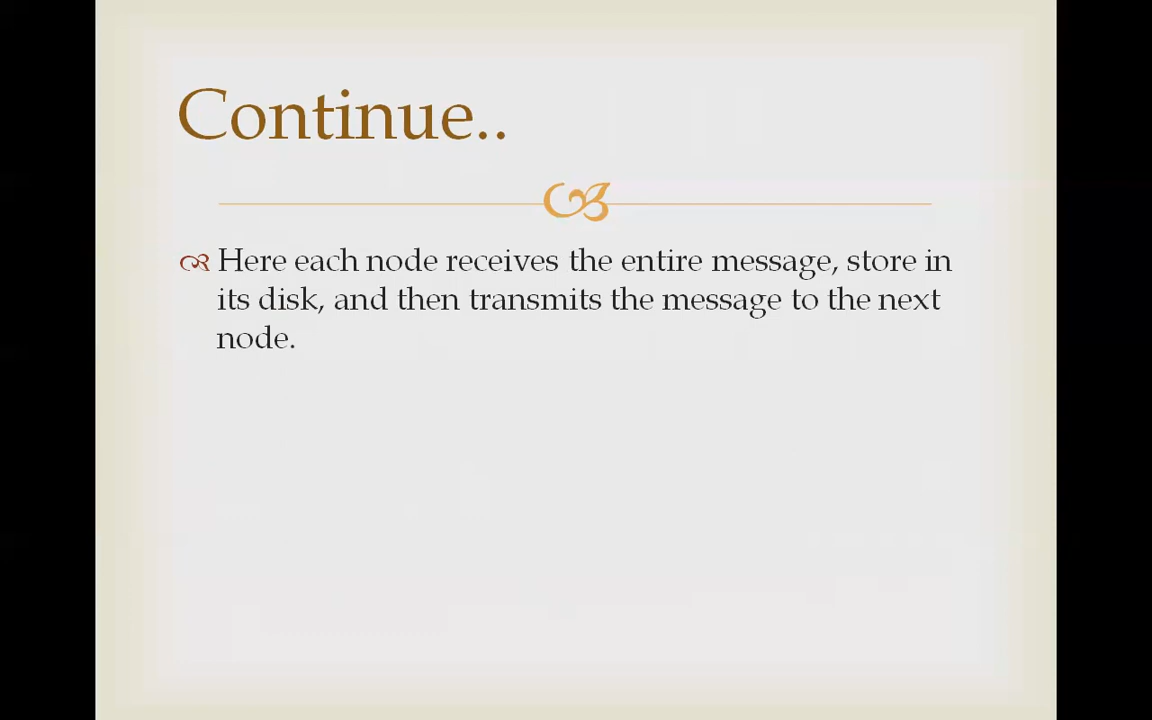 Continue..
Here each node receives the entire message, store in
its disk, and then transmits the message to the next
node.